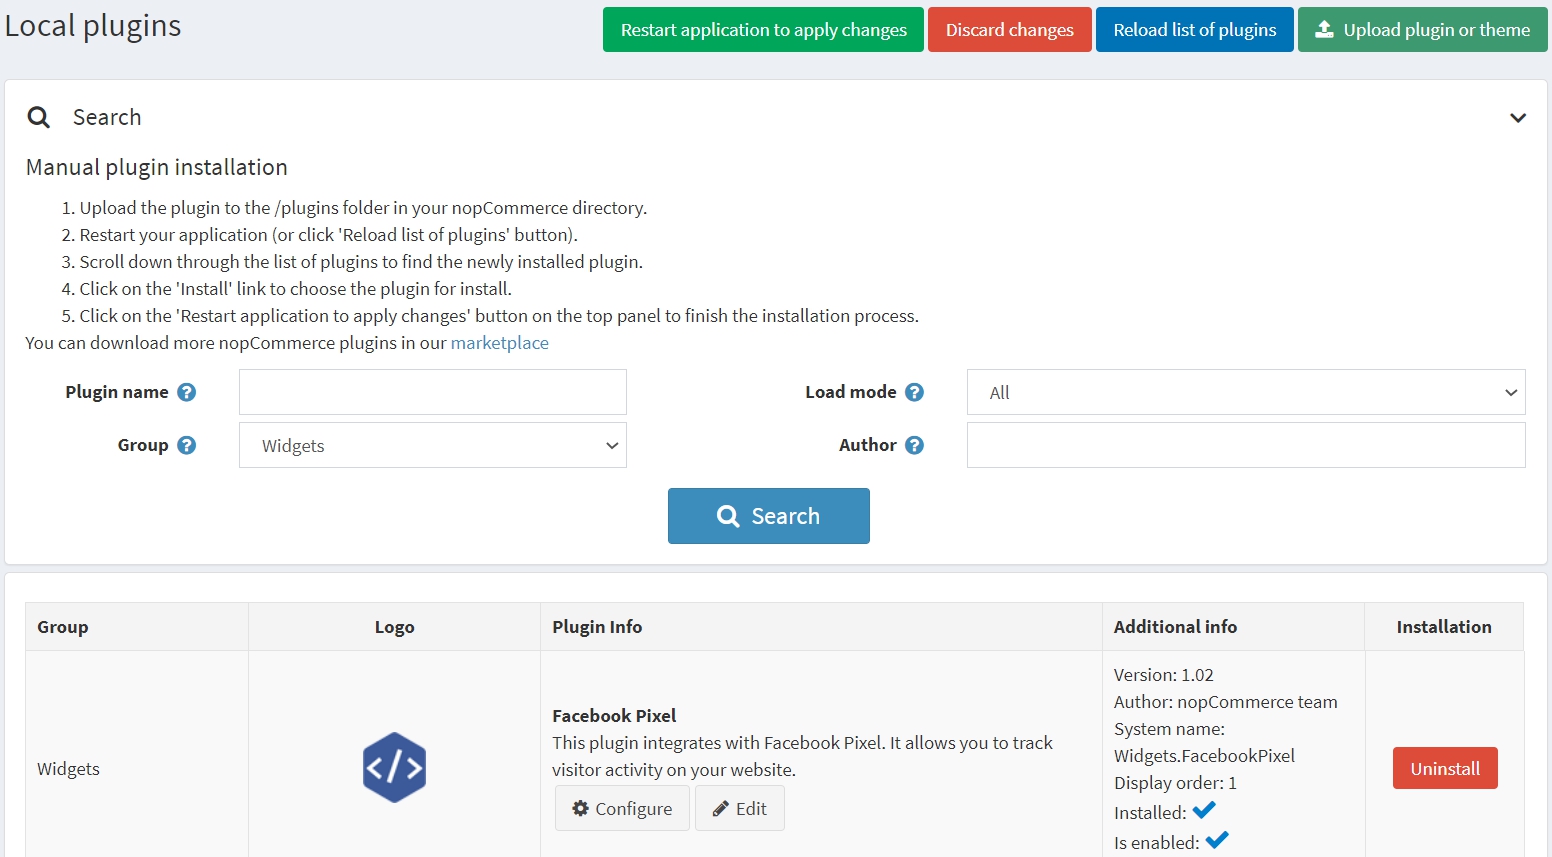 Local plugins
Restart application to apply changes
Discard changes
Reload list of plugins
Upload plugin or theme
Search
Manual plugin installation
1. Upload the plugin to the /plugins folder in your nopCommerce directory.
2. Restart your application (or click 'Reload list of plugins' button).
3. Scroll down through the list of plugins to find the newly installed plugin.
4. Click on the 'Install' link to choose the plugin for install.
5. Click on the 'Restart application to apply changes' button on the top panel to finish the installation process.
You can download more nopCommerce plugins in our marketplace
Plugin name ?
Load mode ?
All
Group ?
Widgets
Author ?
Search
Group
Logo
Plugin Info
Additional info
Installation
Widgets
</>
Facebook Pixel
This plugin integrates with Facebook Pixel. It allows you to track
visitor activity on your website.
Configure
Edit
Version: 1.02
Author: nopCommerce team
System name:
Widgets.FacebookPixel
Display order: 1
Installed:
Is enabled:
Uninstall